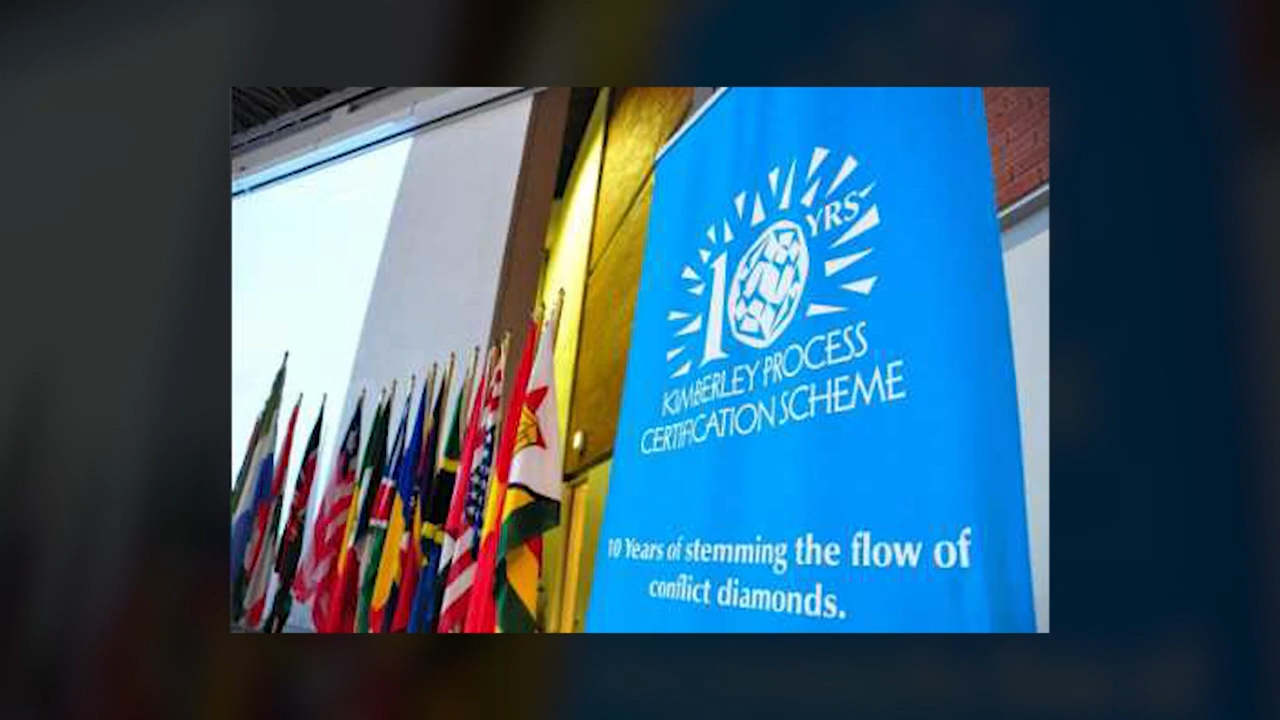 10 YRS
KIMBERLEY PROCESS
CERTIFICATION SCHEME
10 Years of stemming the flow of
conflict diamonds.